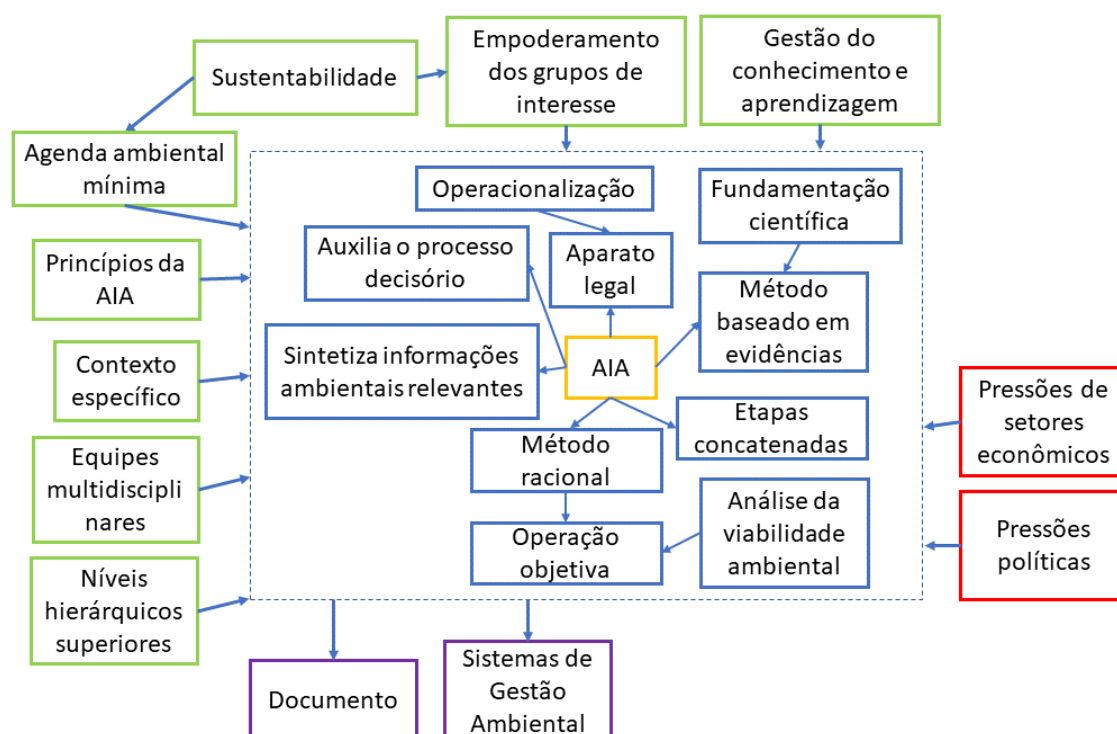 Sustentabilidade
Empoderamento
dos grupos de
interesse
Gestão do
conhecimento e
aprendizagem
Agenda ambiental
mínima
Operacionalização
Fundamentação
científica
Auxilia o processo
decisório
Aparato
legal
Princípios da
AIA
Método
baseado em
evidências
Sintetiza informações
ambientais relevantes
AIA
Contexto
específico
Etapas
concatenadas
Pressões de
setores
econômicos
Método
racional
Equipes
multidiscipli
nares
Análise da
viabilidade
ambiental
Operação
objetiva
Pressões
políticas
Níveis
hierárquicos
superiores
Documento
Sistemas de
Gestão
Ambiental